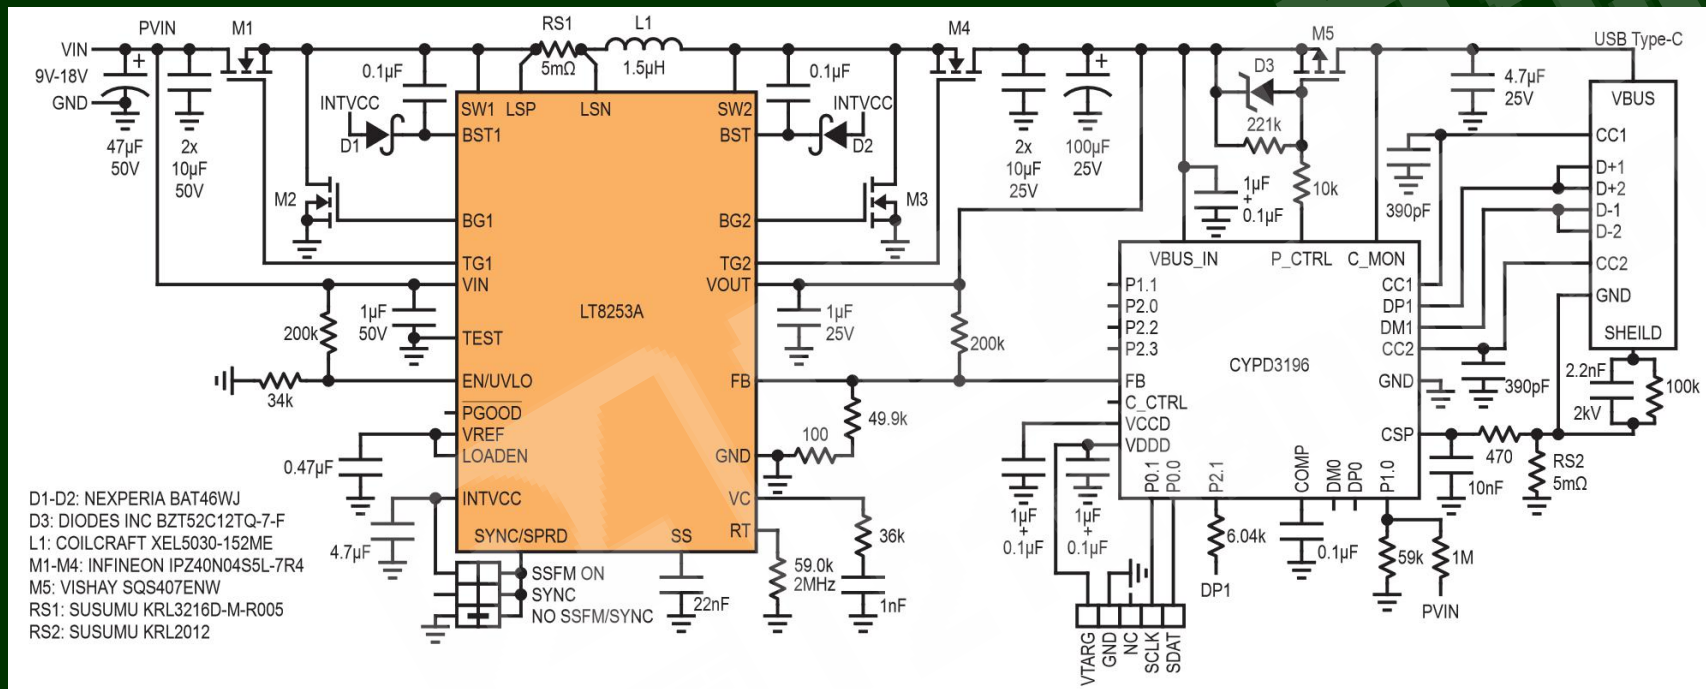 VIN
9V-18V
GND
PVIN
M1
47µF
50V
2x
10µF
50V
0.1µF
INTVCC
D1
RS1
5mΩ
L1
1.5µH
0.1µF
INTVCC
D2
M4
M2
M3
SW1
LSP
LSN
SW2
BST1
BST
BG1
BG2
TG1
TG2
VIN
VOUT
LT8253A
TEST
EN/UVLO
FB
PGOOD
VREF
LOADEN
GND
INTVCC
VC
RT
SYNC/SPRD
SS
200k
1µF
50V
34k
0.47µF
4.7µF
SSFM ON
SYNC
NO SSFM/SYNC
22nF
59.0k
2MHz
36k
1nF
100
49.9k
1µF
25V
200k
2x
10µF
25V
100µF
25V
M5
D3
221k
10k
1µF
+
0.1µF
VBUS_IN
P_CTRL
C_MON
P1.1
P2.0
P2.2
P2.3
FB
C_CTRL
VCCD
VDDD
CYPD3196
CC1
DP1
DM1
CC2
GND
CSP
P0.1
P0.0
P2.1
COMP
DM0
DP0
P1.0
1µF
+
0.1µF
1µF
+
0.1µF
6.04k
DP1
0.1µF
59k
1M
PVIN
VTARG
GND
NC
SCLK
SDAT
USB Type-C
4.7µF
25V
390pF
VBUS
CC1
D+1
D+2
D-1
D-2
CC2
GND
SHEILD
390pF
2.2nF
2kV
100k
470
10nF
RS2
5mΩ
D1-D2: NEXPERIA BAT46WJ
D3: DIODES INC BZT52C12TQ-7-F
L1: COILCRAFT XEL5030-152ME
M1-M4: INFINEON IPZ40N04S5L-7R4
M5: VISHAY SQS407ENW
RS1: SUSUMU KRL3216D-M-R005
RS2: SUSUMU KRL2012